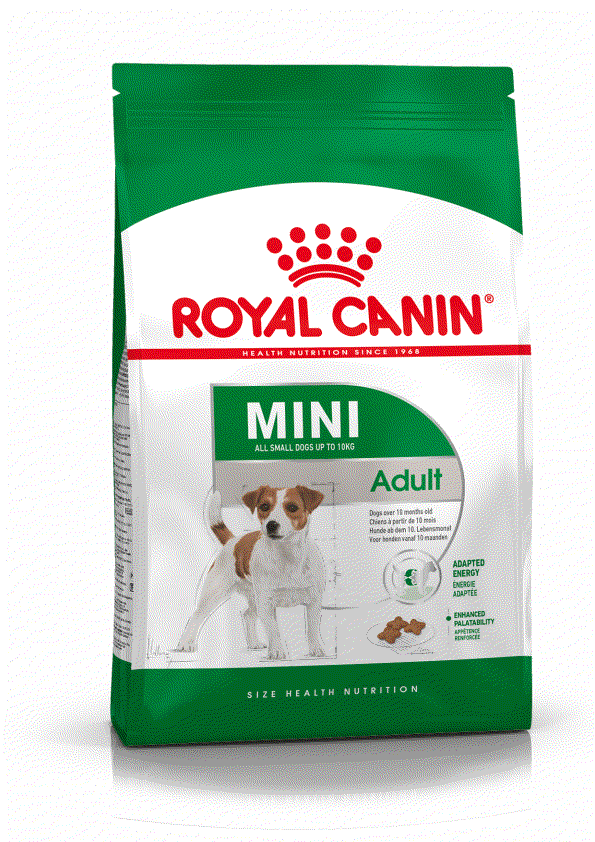 ROYAL CANIN®
HEALTH NUTRITION SINCE 1968
MINI
ALL SMALL DOGS UP TO 10KG
Adult
Dogs over 10 months old
Chiens à partir de 10 mois
Hunde ab dem 10. Lebensmonat
Voor honden vanaf 10 maanden
ADAPTED
ENERGY
ÉNERGIE
ADAPTÉE
ENHANCED
PALATABILITY
APPÉTENCE
RENFORCÉE
SIZE HEALTH NUTRITION